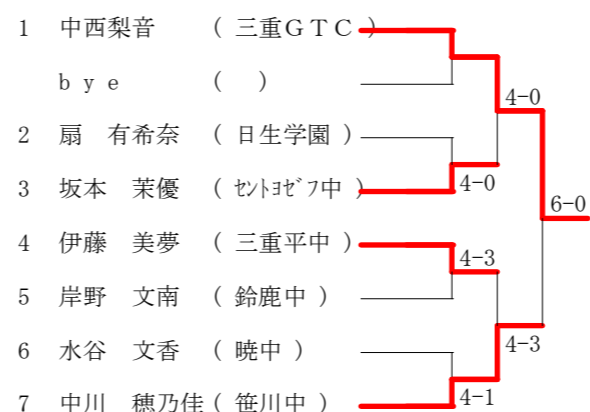 1 中西梨音 (三重GTC)
bye ( )
4-0
2 扇 有希奈 (日生学園)
3 坂本 茉優 (セントヨゼフ中) 4-0
6-0
4 伊藤 美夢 (三重平中) 4-3
5 岸野 文南 (鈴鹿中)
6 水谷 文香 (暁中) 4-3
7 中川 穂乃佳 (笹川中) 4-1